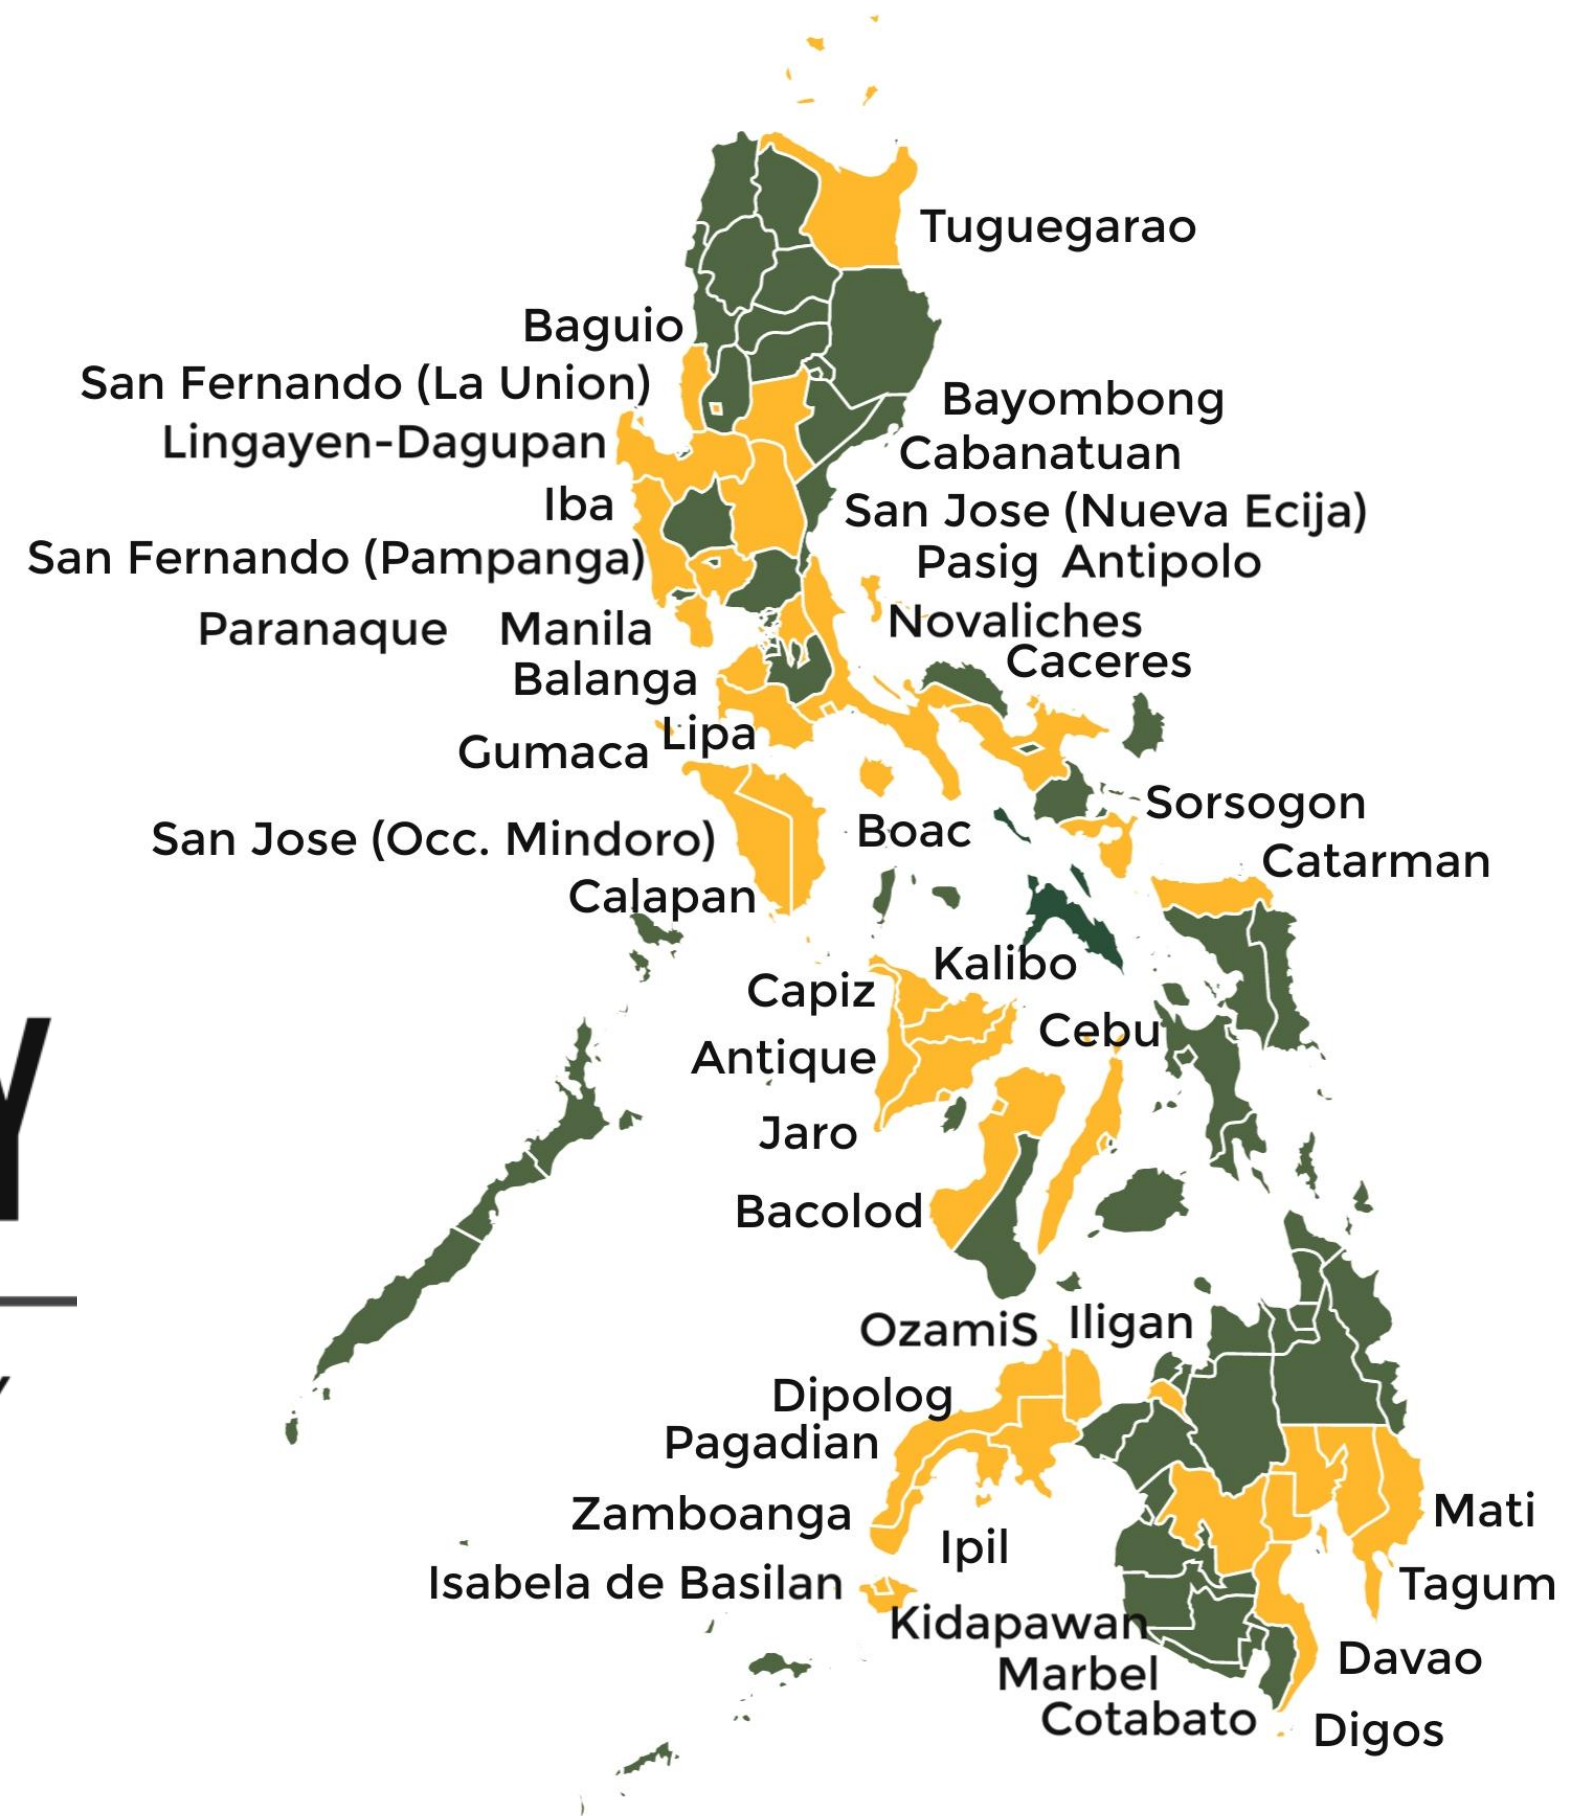 Tuguegarao
Baguio
San Fernando (La Union)
Bayombong
Lingayen-Dagupan
Cabanatuan
Iba
San Jose (Nueva Ecija)
San Fernando (Pampanga)
Pasig Antipolo
Paranaque Manila
Novaliches
Caceres
Balanga
Lipa
Gumaca
Sorsogon
San Jose (Occ. Mindoro)
Boac
Catarman
Calapan
Kalibo
Capiz
Cebu
Antique
Jaro
Bacolod
OzamiS
Iligan
Dipolog
Pagadian
Zamboanga
Mati
Ipil
Isabela de Basilan
Tagum
Kidapawan
Davao
Marbel
Cotabato
Digos